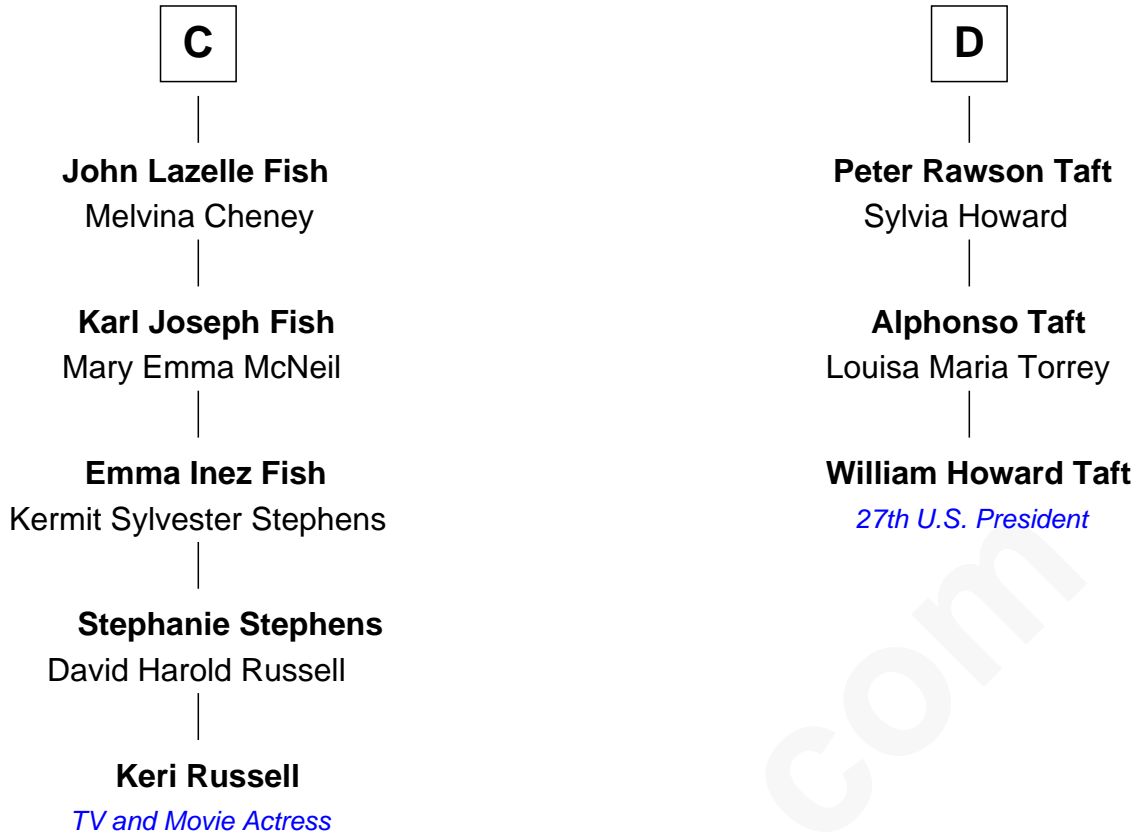 C
John Lazelle Fish
Melvina Cheney
Karl Joseph Fish
Mary Emma McNeil
Emma Inez Fish
Kermit Sylvester Stephens
Stephanie Stephens
David Harold Russell
Keri Russell
TV and Movie Actress
D
Peter Rawson Taft
Sylvia Howard
Alphonso Taft
Louisa Maria Torrey
William Howard Taft
27th U.S. President
com